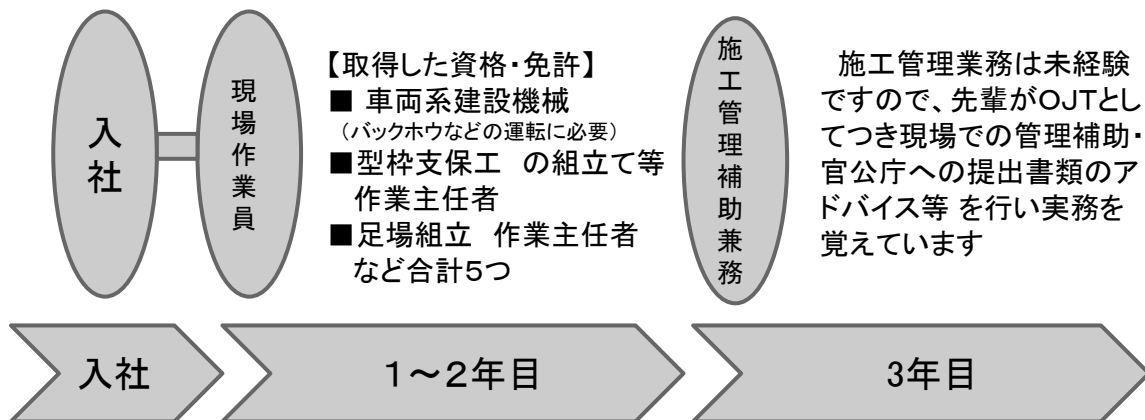 入社
現場作業員
【取得した資格・免許】
■ 車両系建設機械
（バックホウなどの運転に必要）
■型枠支保工　の組立て等
作業主任者
■足場組立　作業主任者
など合計５つ
施工管理補助兼務
施工管理業務は未経験
ですので、先輩がＯＪＴとし
てつき現場での管理補助・
官公庁への提出書類のア
ドバイス等 を行い実務を
覚えています
入社
１～２年目
3年目